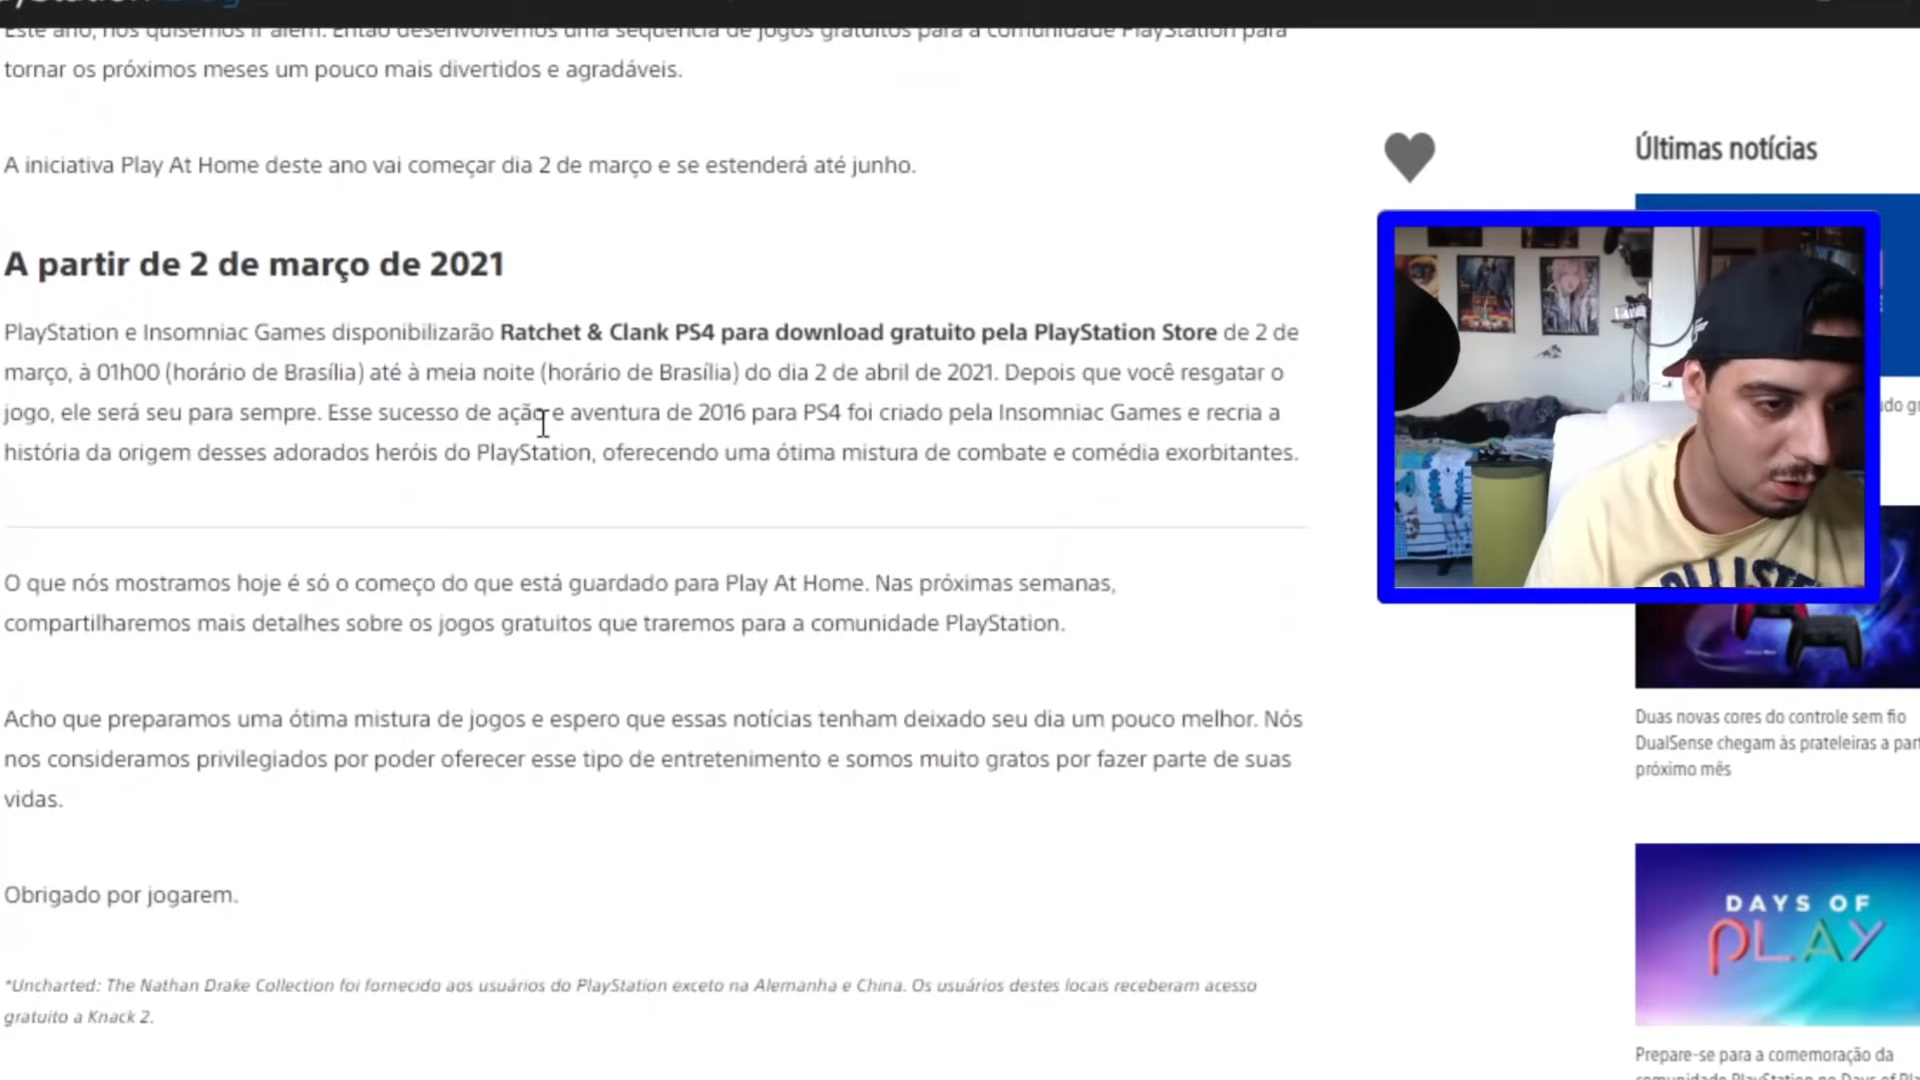 Este ano, nós quisemos ir além. Então desenvolvemos uma sequência de jogos gratuitos para a comunidade PlayStation para
tornar os próximos meses um pouco mais divertidos e agradáveis.
A iniciativa Play At Home deste ano vai começar dia 2 de março e se estenderá até junho.
A partir de 2 de março de 2021
PlayStation e Insomniac Games disponibilizarão Ratchet & Clank PS4 para download gratuito pela PlayStation Store de 2 de
março, à 01h00 (horário de Brasília) até à meia noite (horário de Brasília) do dia 2 de abril de 2021. Depois que você resgatar o
jogo, ele será seu para sempre. Esse sucesso de ação e aventura de 2016 para PS4 foi criado pela Insomniac Games e recria a
história da origem desses adorados heróis do PlayStation, oferecendo uma ótima mistura de combate e comédia exorbitantes.
O que nós mostramos hoje é só o começo do que está guardado para Play At Home. Nas próximas semanas,
compartilharemos mais detalhes sobre os jogos gratuitos que traremos para a comunidade PlayStation.
Acho que preparamos uma ótima mistura de jogos e espero que essas notícias tenham deixado seu dia um pouco melhor. Nós
nos consideramos privilegiados por poder oferecer esse tipo de entretenimento e somos muito gratos por fazer parte de suas
vidas.
Obrigado por jogarem.
*Uncharted: The Nathan Drake Collection foi fornecido aos usuários do PlayStation exceto na Alemanha e China. Os usuários destes locais receberam acesso
gratuito a Knack 2.
Últimas notícias
Duas novas cores do controle sem fio
DualSense chegam às prateleiras a part
próximo mês
DAYS OF
PLAY
Prepare-se para a comemoração da